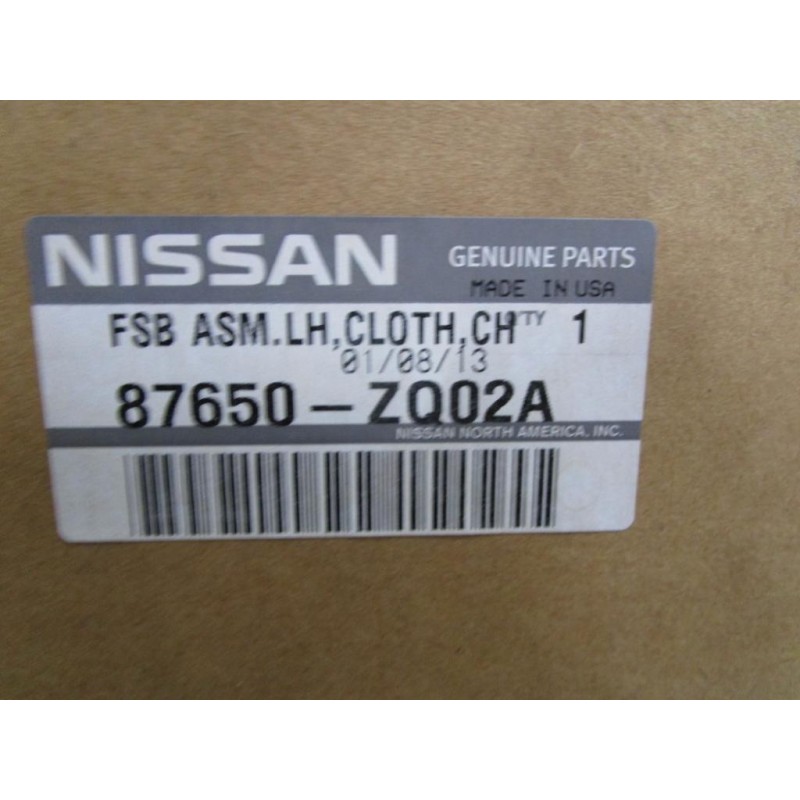 NISSAN GENUINE PARTS
MADE IN USA
FSB ASM.LH,CLOTH,CH Q'TY 1
01/08/13
87650-ZQ02A
NISSAN NORTH AMERICA, INC.